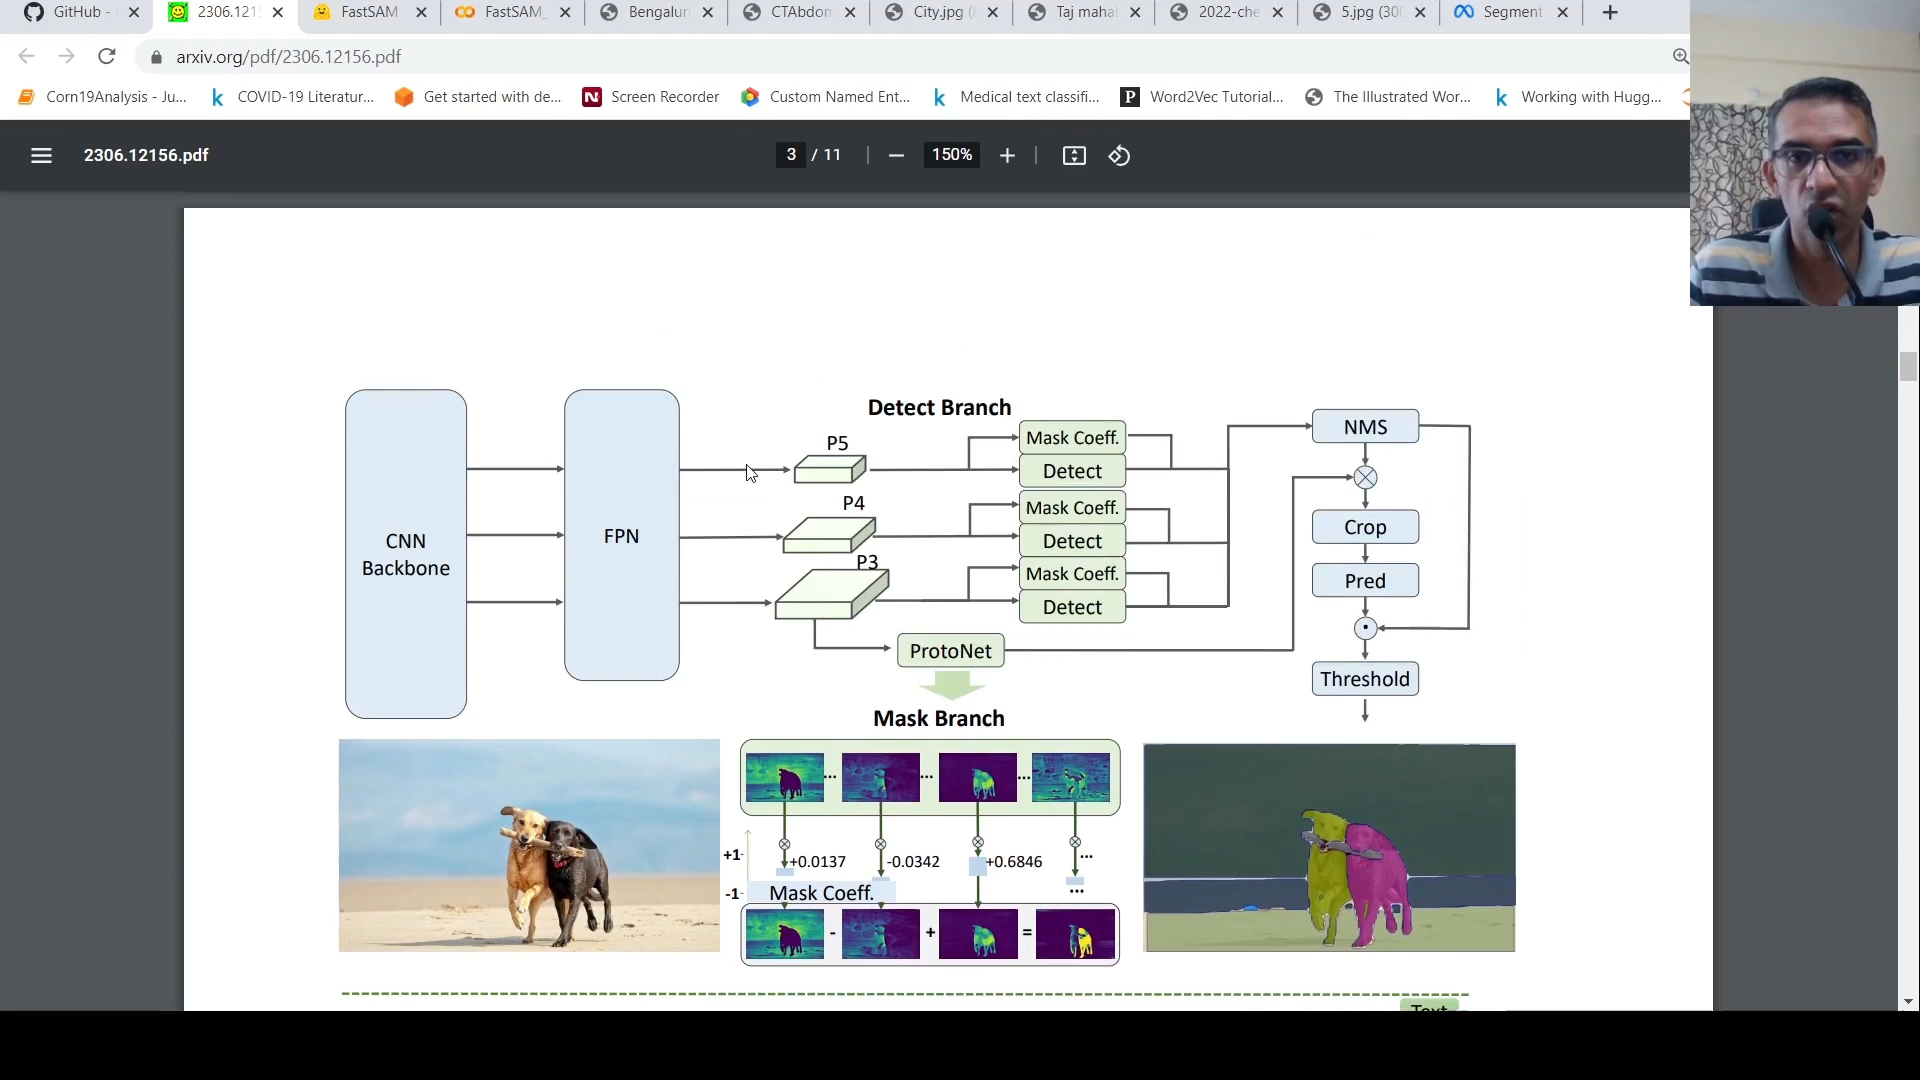 GitHub -
2306.121
FastSAM
FastSAM_
Bengalur
CTAbdom
City.jpg (
Taj maha
2022-che
5.jpg (30
Segment
arxiv.org/pdf/2306.12156.pdf
Corn19Analysis - Ju...
COVID-19 Literatur...
Get started with de...
Screen Recorder
Custom Named Ent...
Medical text classifi...
Word2Vec Tutorial...
The Illustrated Wor...
Working with Hugg...
2306.12156.pdf
3 / 11
150%
Detect Branch
CNN
Backbone
FPN
P5
P4
P3
Mask Coeff.
Detect
Mask Coeff.
Detect
Mask Coeff.
Detect
ProtoNet
NMS
Crop
Pred
Threshold
Mask Branch
... ... ...
+0.0137 -0.0342 +0.6846 ...
+1
-1
Mask Coeff.
...
- + =
Text